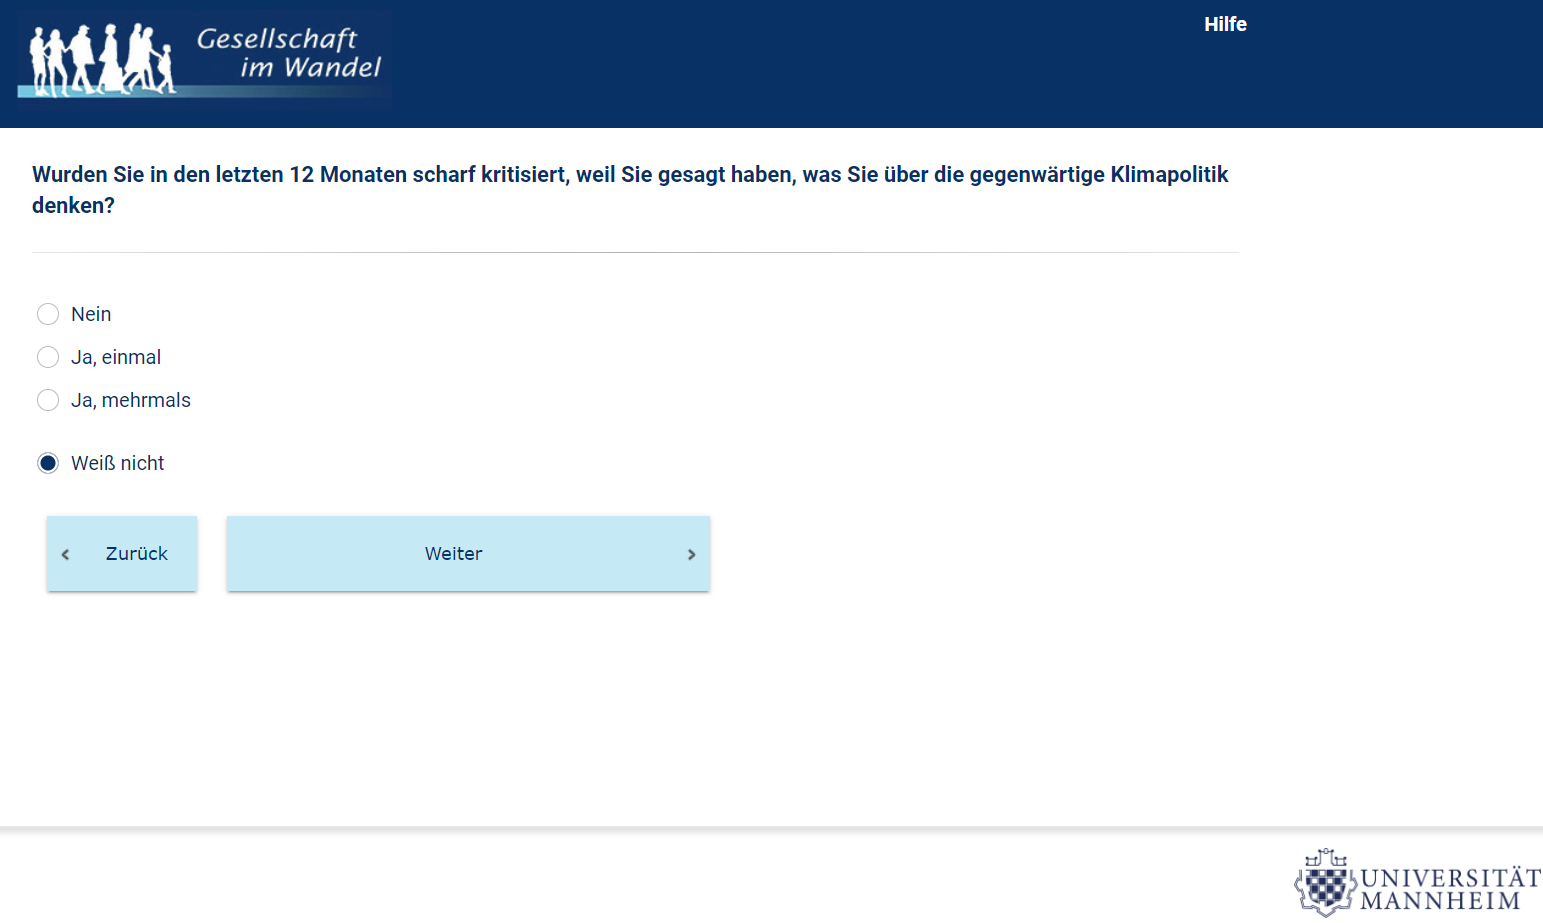 Gesellschaft
im Wandel
Hilfe
Wurden Sie in den letzten 12 Monaten scharf kritisiert, weil Sie gesagt haben, was Sie über die gegenwärtige Klimapolitik
denken?
Nein
Ja, einmal
Ja, mehrmals
Weiß nicht
Zurück
Weiter
UNIVERSITÄT
MANNHEIM